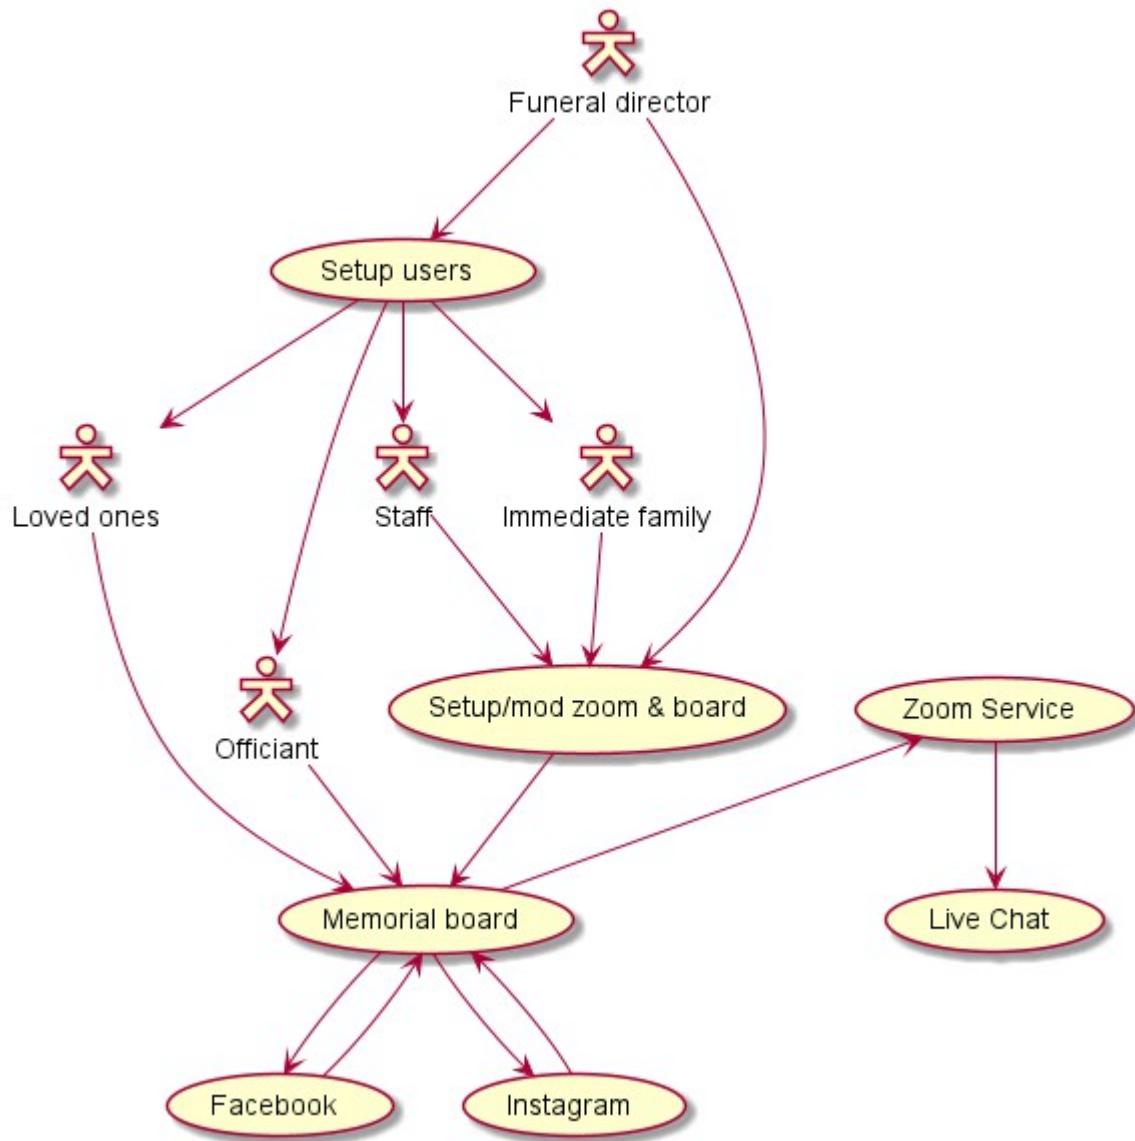 Funeral director
Setup users
Loved ones
Staff
Immediate family
Officiant
Setup/mod zoom & board
Zoom Service
Memorial board
Live Chat
Facebook
Instagram